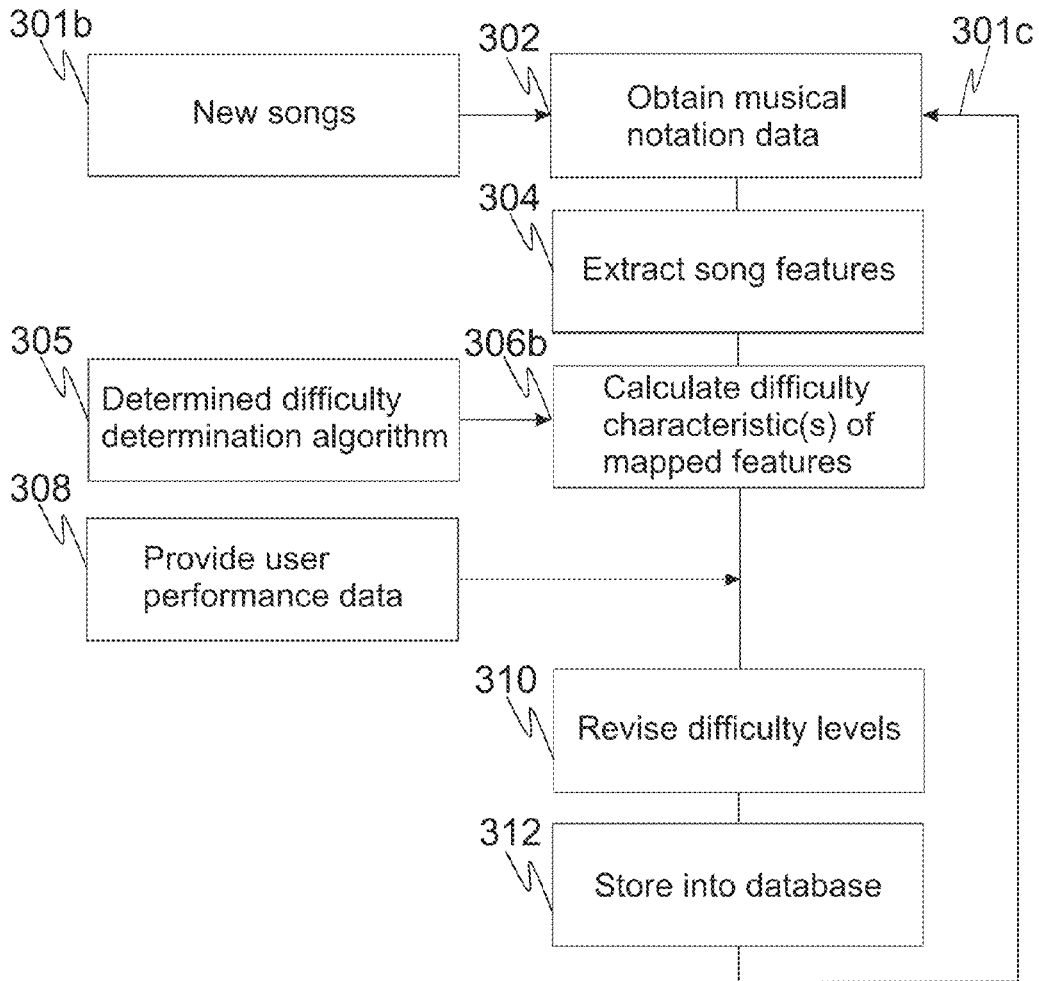 301b
New songs
302
Obtain musical
notation data
301c
304
Extract song features
305
Determined difficulty
determination algorithm
306b
Calculate difficulty
characteristic(s) of
mapped features
308
Provide user
performance data
310
Revise difficulty levels
312
Store into database